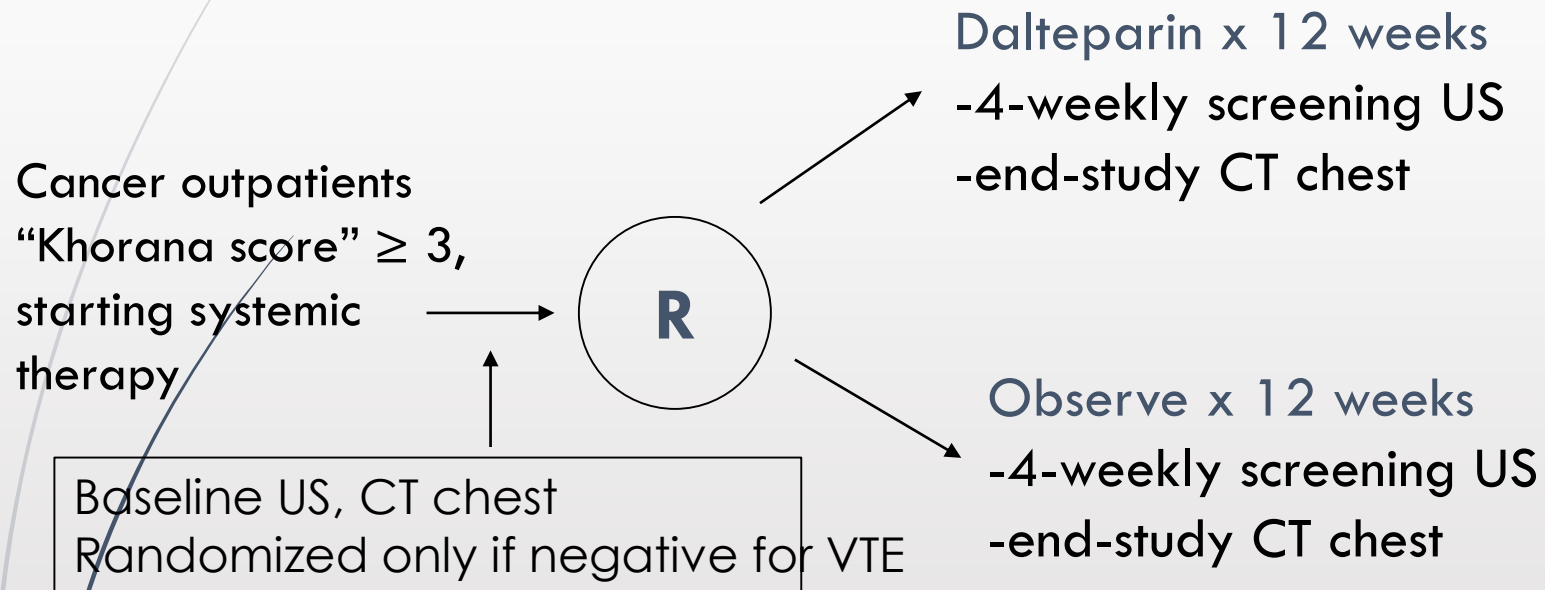 Cancer outpatients
“Khorana score” ≥ 3,
starting systemic
therapy
Baseline US, CT chest
Randomized only if negative for VTE
R
Dalteparin x 12 weeks
-4-weekly screening US
-end-study CT chest
Observe x 12 weeks
-4-weekly screening US
-end-study CT chest